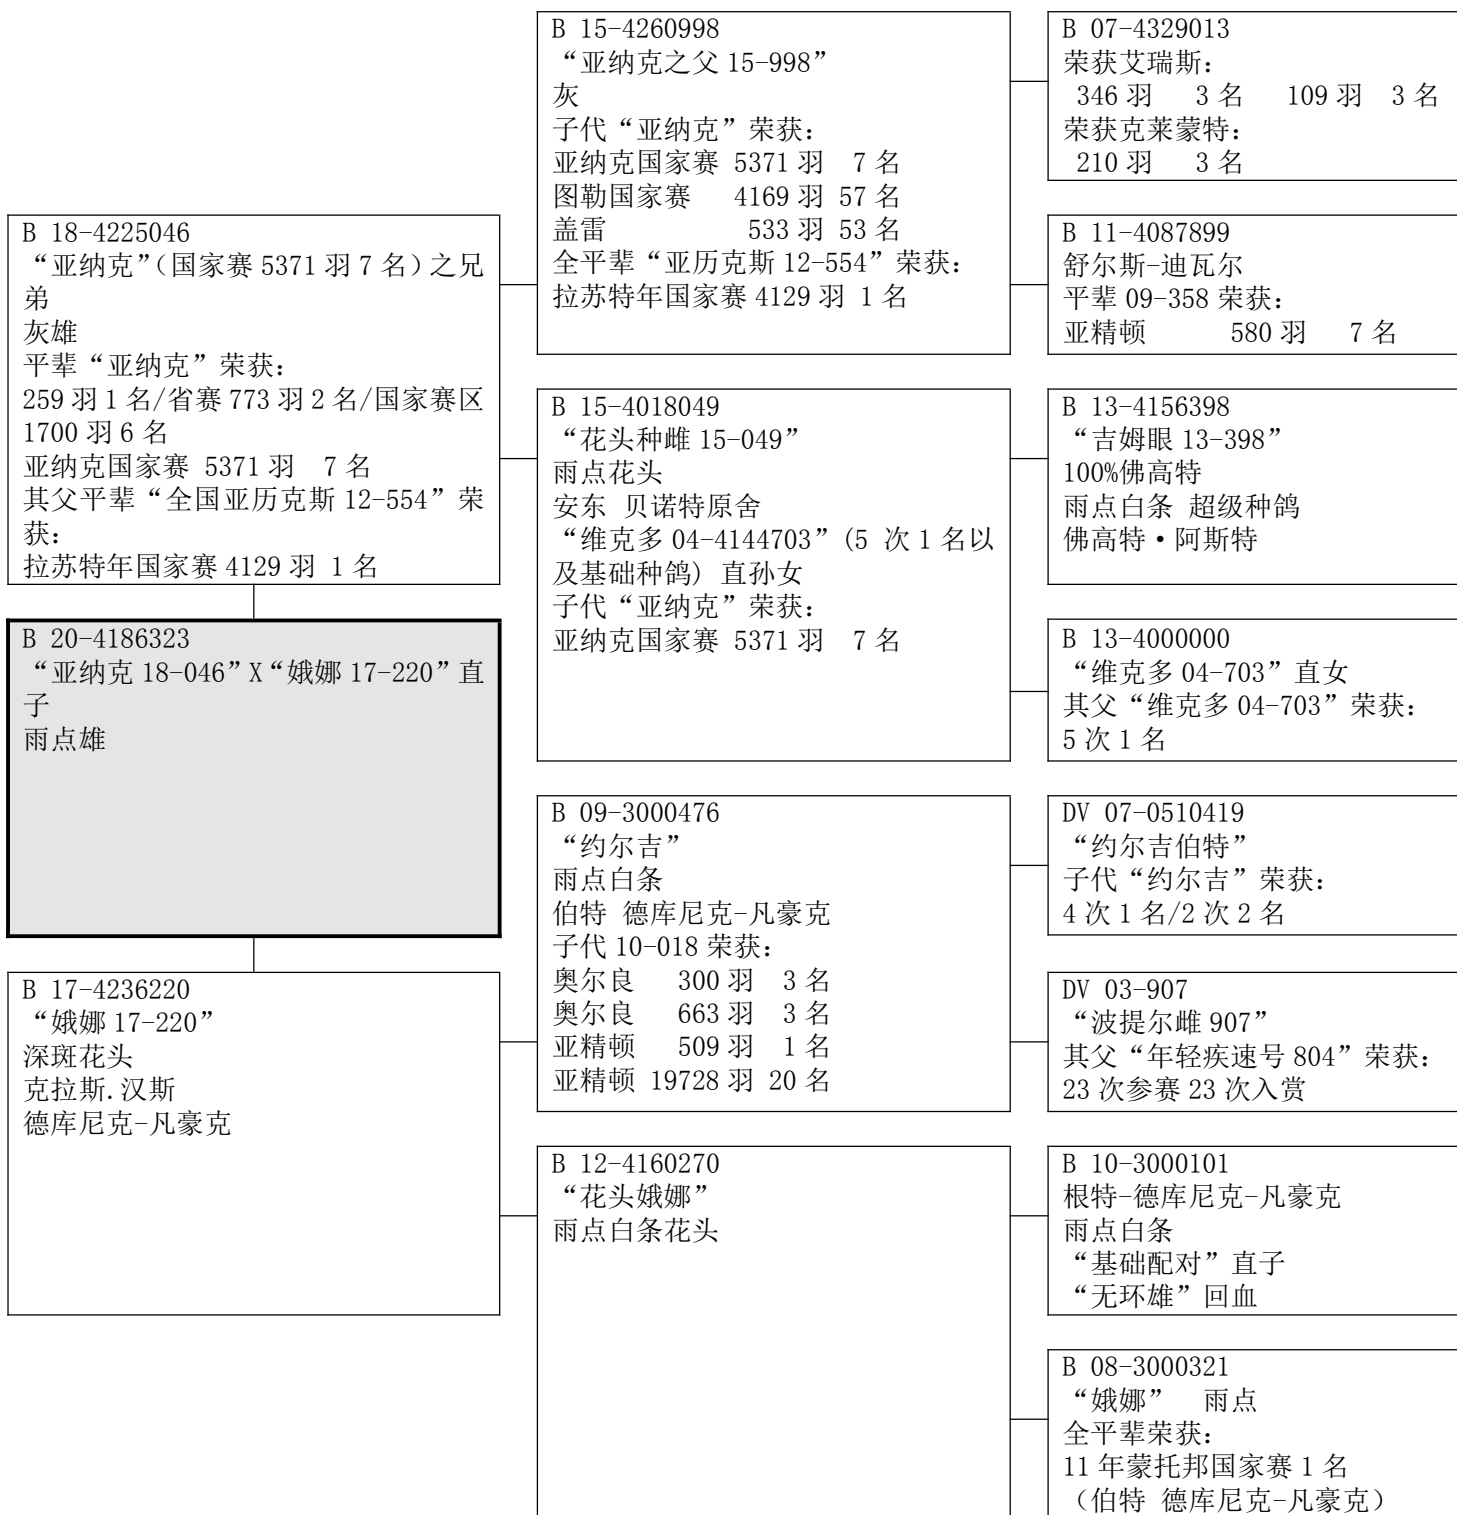 B 18-4225046
“亚纳克”（国家赛 5371 羽 7 名）之兄
弟
灰雄
平辈“亚纳克”荣获：
259 羽 1 名/省赛 773 羽 2 名/国家赛区
1700 羽 6 名
亚纳克国家赛 5371 羽 7 名
其父平辈“全国亚历克斯 12-554”荣
获：
拉苏特年国家赛 4129 羽 1 名
B 20-4186323
“亚纳克 18-046”X“娥娜 17-220”直
子
雨点雄
B 17-4236220
“娥娜 17-220”
深斑花头
克拉斯.汉斯
德库尼克-凡豪克
B 15-4260998
“亚纳克之父 15-998”
灰
子代“亚纳克”荣获：
亚纳克国家赛 5371 羽 7 名
图勒国家赛 4169 羽 57 名
盖雷 533 羽 53 名
全平辈“亚历克斯 12-554”荣获：
拉苏特年国家赛 4129 羽 1 名
B 15-4018049
“花头种雌 15-049”
雨点花头
安东 贝诺特原舍
“维克多 04-4144703”（5 次 1 名以
及基础种鸽）直孙女
子代“亚纳克”荣获：
亚纳克国家赛 5371 羽 7 名
B 09-3000476
“约尔吉”
雨点白条
伯特 德库尼克-凡豪克
子代 10-018 荣获：
奥尔良 300 羽 3 名
奥尔良 663 羽 3 名
亚精顿 509 羽 1 名
亚精顿 19728 羽 20 名
B 12-4160270
“花头娥娜”
雨点白条花头
B 07-4329013
荣获艾瑞斯：
346 羽 3 名 109 羽 3 名
荣获克莱蒙特：
210 羽 3 名
B 11-4087899
舒尔斯-迪瓦尔
平辈 09-358 荣获：
亚精顿 580 羽 7 名
B 13-4156398
“吉姆眼 13-398”
100%佛高特
雨点白条 超级种鸽
佛高特•阿斯特
B 13-4000000
“维克多 04-703”直女
其父“维克多 04-703”荣获：
5 次 1 名
DV 07-0510419
“约尔吉伯特”
子代“约尔吉”荣获：
4 次 1 名/2 次 2 名
DV 03-907
“波提尔雌 907”
其父“年轻疾速号 804”荣获：
23 次参赛 23 次入赏
B 10-3000101
根特-德库尼克-凡豪克
雨点白条
“基础配对”直子
“无环雄”回血
B 08-3000321
“娥娜” 雨点
全平辈荣获：
11 年蒙托邦国家赛 1 名
（伯特 德库尼克-凡豪克）